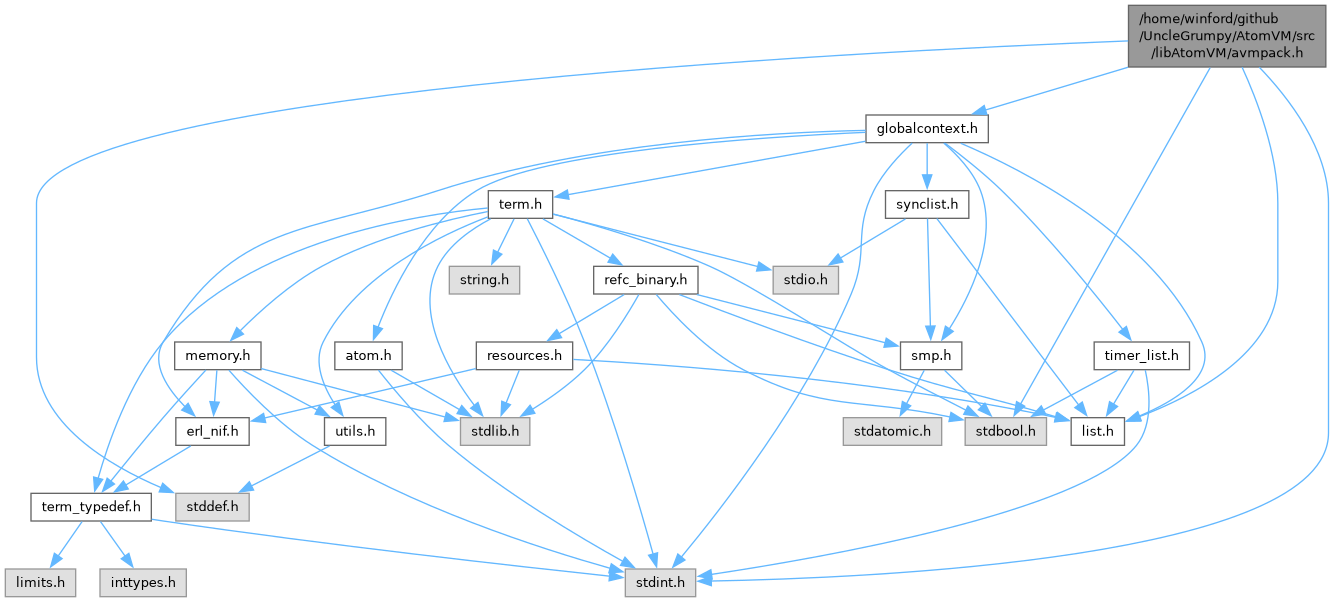 /home/winford/github
/UncleGrumpy/AtomVM/src
/libAtomVM/avmpack.h
globalcontext.h
term.h
synclist.h
string.h
refc_binary.h
stdio.h
memory.h
atom.h
resources.h
smp.h
timer_list.h
erl_nif.h
utils.h
stdlib.h
stdatomic.h
stdbool.h
list.h
term_typedef.h
stddef.h
limits.h
inttypes.h
stdint.h